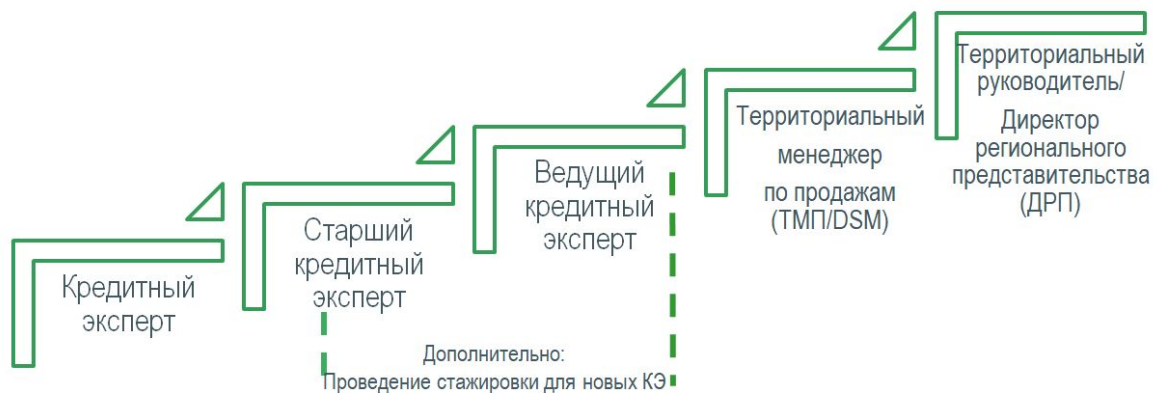 Кредитный
эксперт
Старший
кредитный
эксперт
Ведущий
кредитный
эксперт
Территориальный
менеджер
по продажам
(ТМП/DSM)
Территориальный
руководитель/
Директор
регионального
представительства
(ДРП)
Дополнительно:
Проведение стажировки для новых КЭ